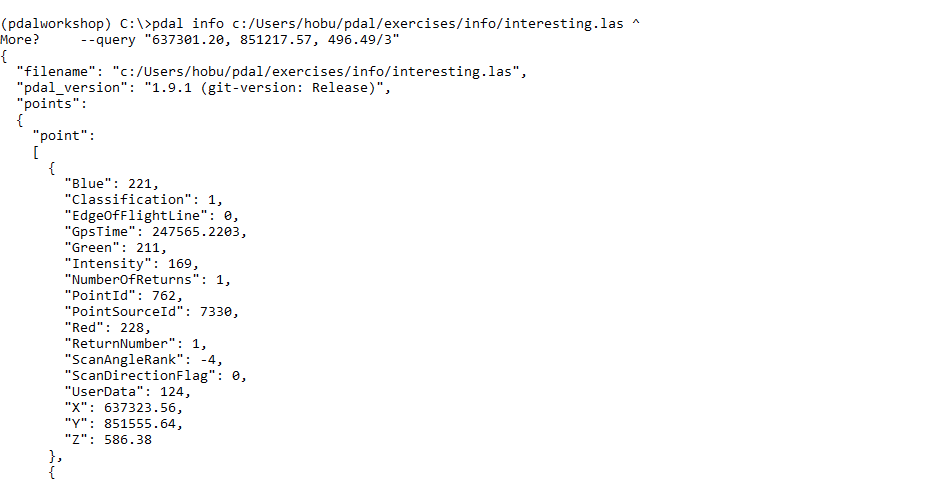 (pdalworkshop) C:\>pdal info c:/Users/hobu/pdal/exercises/info/interesting.las ^
More?     --query "637301.20, 851217.57, 496.49/3"
{
  "filename": "c:/Users/hobu/pdal/exercises/info/interesting.las",
  "pdal_version": "1.9.1 (git-version: Release)",
  "points":
  {
    "point":
    [
      {
        "Blue": 221,
        "Classification": 1,
        "EdgeOfFlightLine": 0,
        "GpsTime": 247565.2203,
        "Green": 211,
        "Intensity": 169,
        "NumberOfReturns": 1,
        "PointId": 762,
        "PointSourceId": 7330,
        "Red": 228,
        "ReturnNumber": 1,
        "ScanAngleRank": -4,
        "ScanDirectionFlag": 0,
        "UserData": 124,
        "X": 637323.56,
        "Y": 851555.64,
        "Z": 586.38
      },
      {